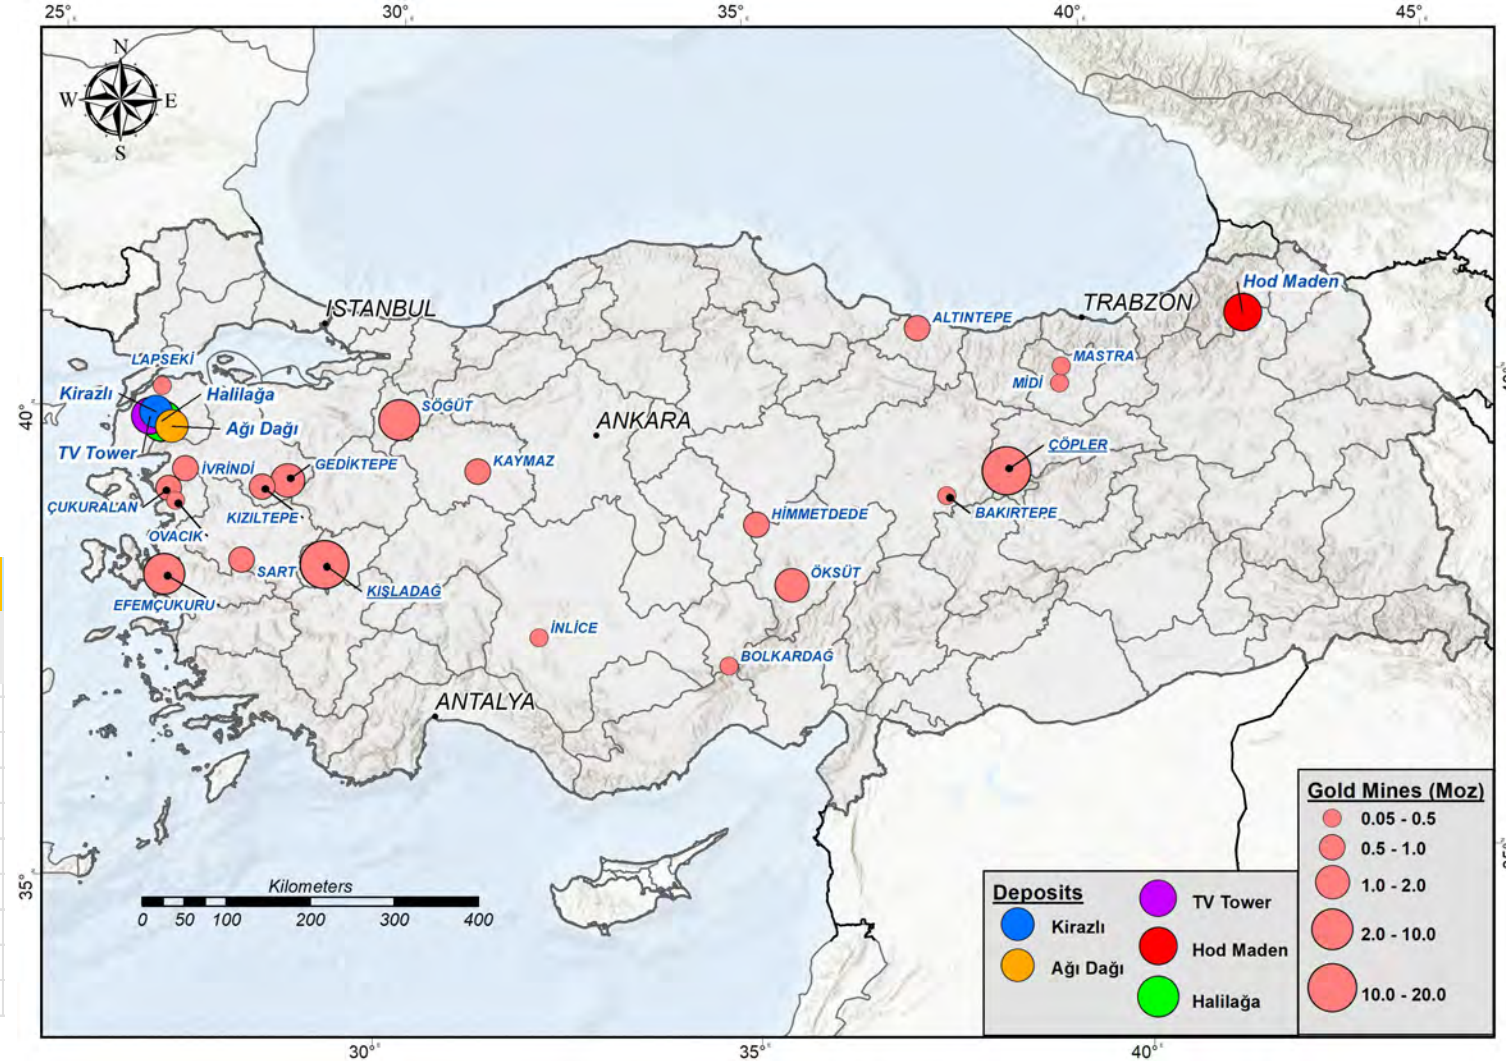 25°
30°
35°
40°
45°
N
W E
S
ISTANBUL
TRABZON
Hod Maden
ALTINTEPE
LAPSEKİ
MASTRA
MİDİ
Kirazlı
Halilağa
40°
SÖĞÜT
ANKARA
Ağı Dağı
TV Tower
ÇÖPLER
İVRİNDİ
GEDİKTEPE
KAYMAZ
ÇUKURALAN
KIZILTEPE
HİMMETDEDE
BAKIRTEPE
OVACIK
SART
ÖKSÜT
KIŞLADAĞ
EFEMÇUKURU
İNLİCE
BOLKARDAĞ
ANTALYA
35°
Kilometers
0 50 100 200 300 400
Deposits
Kirazlı
Ağı Dağı
TV Tower
Hod Maden
Halilağa
Gold Mines (Moz)
0.05 - 0.5
0.5 - 1.0
1.0 - 2.0
2.0 - 10.0
10.0 - 20.0
30°
35°
40°